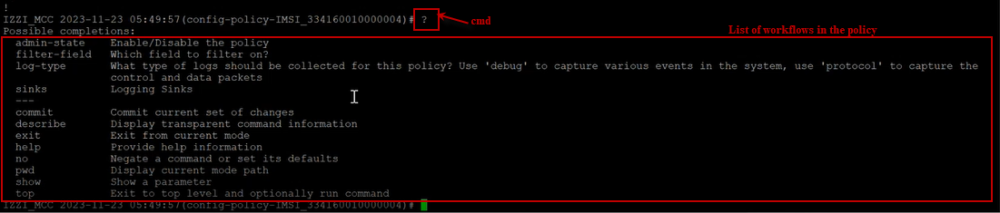 !
IZZI_MCC 2023-11-23 05:49:57(config-policy-IMSI_334160010000004)# ?
cmd
Possible completions:
List of workflows in the policy
admin-state Enable/Disable the policy
filter-field Which field to filter on?
log-type What type of logs should be collected for this policy? Use 'debug' to capture various events in the system, use 'protocol' to capture the
control and data packets
sinks Logging Sinks
---
commit Commit current set of changes
describe Display transparent command information
exit Exit from current mode
help Provide help information
no Negate a command or set its defaults
pwd Display current mode path
show Show a parameter
top Exit to top level and optionally run command
IZZI_MCC 2023-11-23 05:49:57(config-policy-IMSI_334160010000004)#